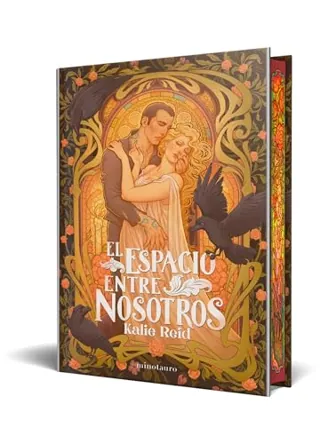 EL ESPACIO
ENTRE
NOSOTROS
Kalie Reid
minotauro